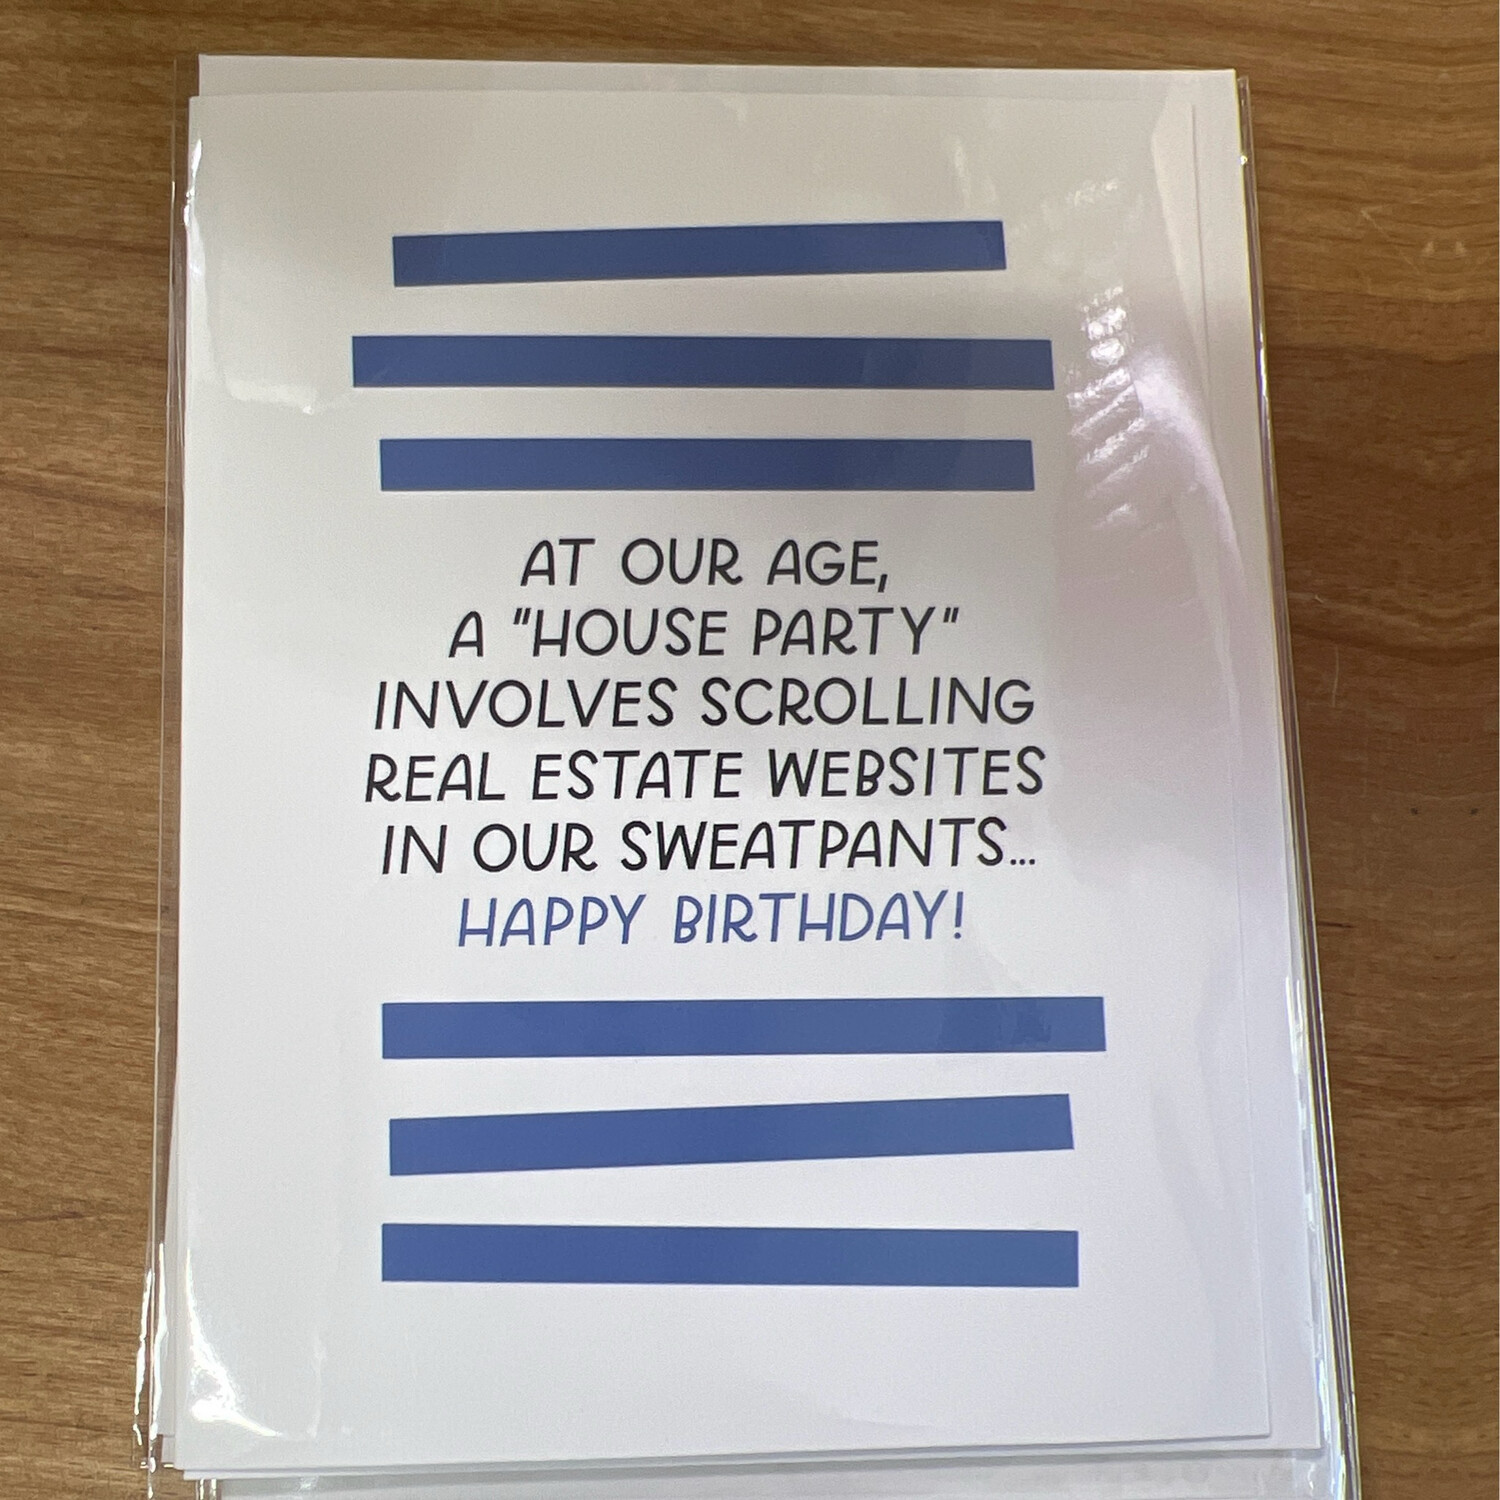 AT OUR AGE,
A "HOUSE PARTY"
INVOLVES SCROLLING
REAL ESTATE WEBSITES
IN OUR SWEATPANTS...
HAPPY BIRTHDAY!